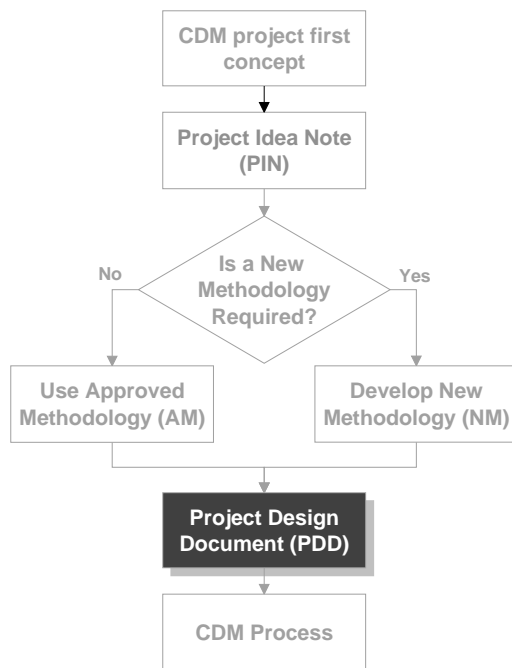 CDM project first
concept
Project Idea Note
(PIN)
Is a New
Methodology
Required?
No
Yes
Use Approved
Methodology (AM)
Develop New
Methodology (NM)
Project Design
Document (PDD)
CDM Process